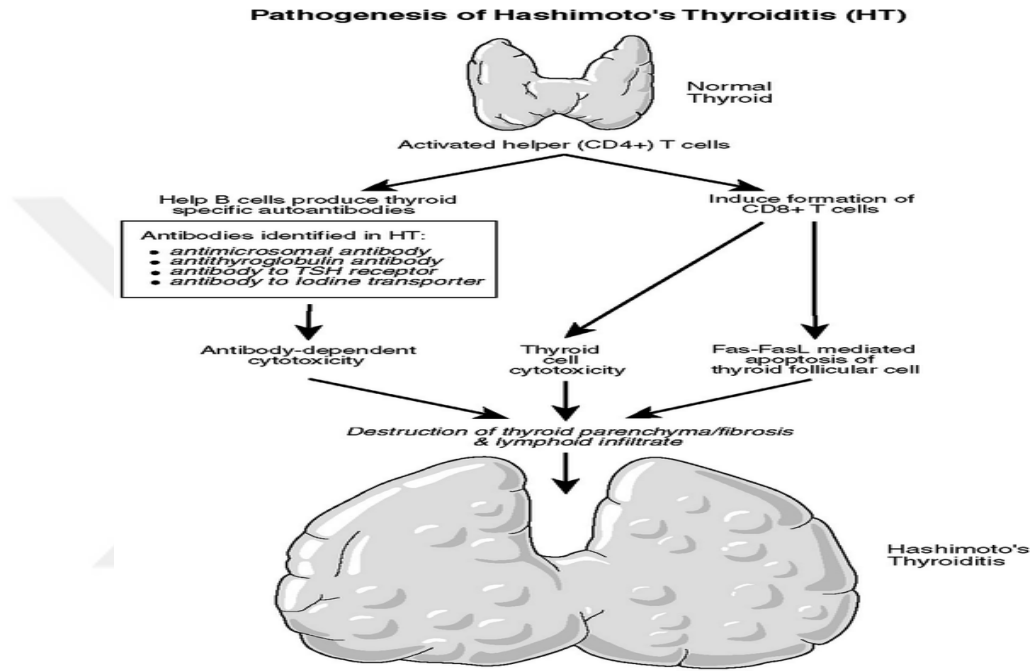 Pathogenesis of Hashimoto's Thyroiditis (HT)
Normal
Thyroid
Activated helper (CD4+) T cells
Help B cells produce thyroid
specific autoantibodies
Induce formation of
CD8+ T cells
Antibodies identified in HT:
• antimicrosomal antibody
• antithyroglobulin antibody
• antibody to TSH receptor
• antibody to Iodine transporter
Antibody-dependent
cytotoxicity
Thyroid
cell
cytotoxicity
Fas-FasL mediated
apoptosis of
thyroid follicular cell
Destruction of thyroid parenchyma/fibrosis
& lymphoid infiltrate
Hashimoto's
Thyroiditis